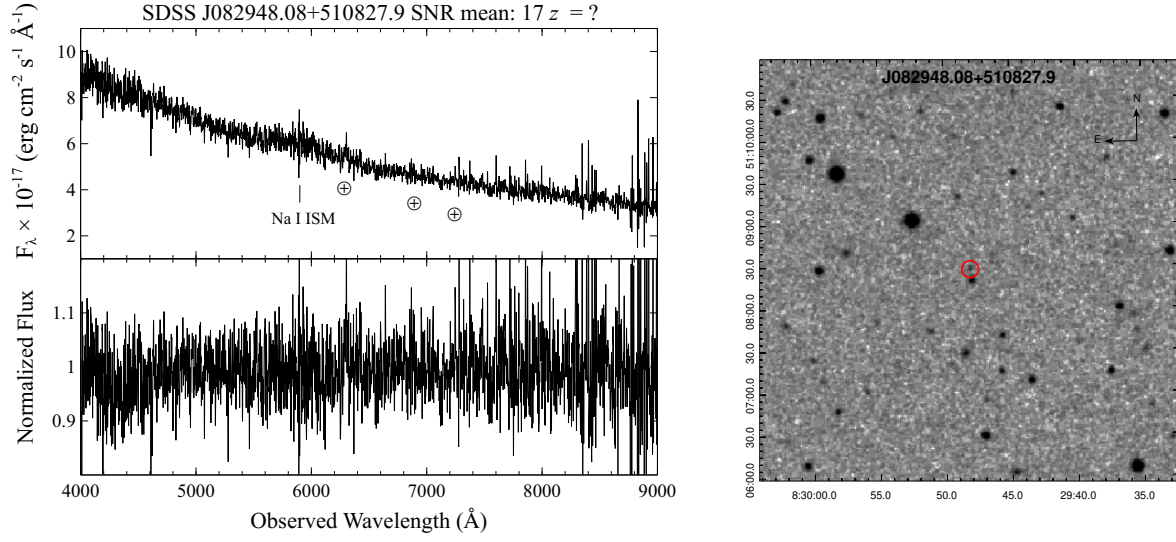 SDSS J082948.08+510827.9 SNR mean: 17 z = ?
F_λ × 10^-17 (erg cm^-2 s^-1 Å^-1)
10
8
6
4
2
Na I ISM
Normalized Flux
1.1
1
0.9
4000 5000 6000 7000 8000 9000
Observed Wavelength (Å)
J082948.08+510827.9
N
E
30.0
51:10:00.0
30.0
09:00.0
30.0
08:00.0
30.0
07:00.0
30.0
06:00.0
8:30:00.0 55.0 50.0 45.0 29:40.0 35.0